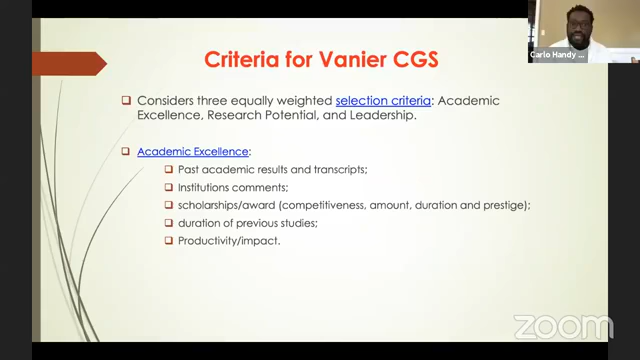 Carlo Handy ...
Criteria for Vanier CGS
Considers three equally weighted selection criteria: Academic
Excellence, Research Potential, and Leadership.
Academic Excellence:
Past academic results and transcripts;
Institutions comments;
scholarships/award (competitiveness, amount, duration and prestige);
duration of previous studies;
Productivity/impact.
zoom